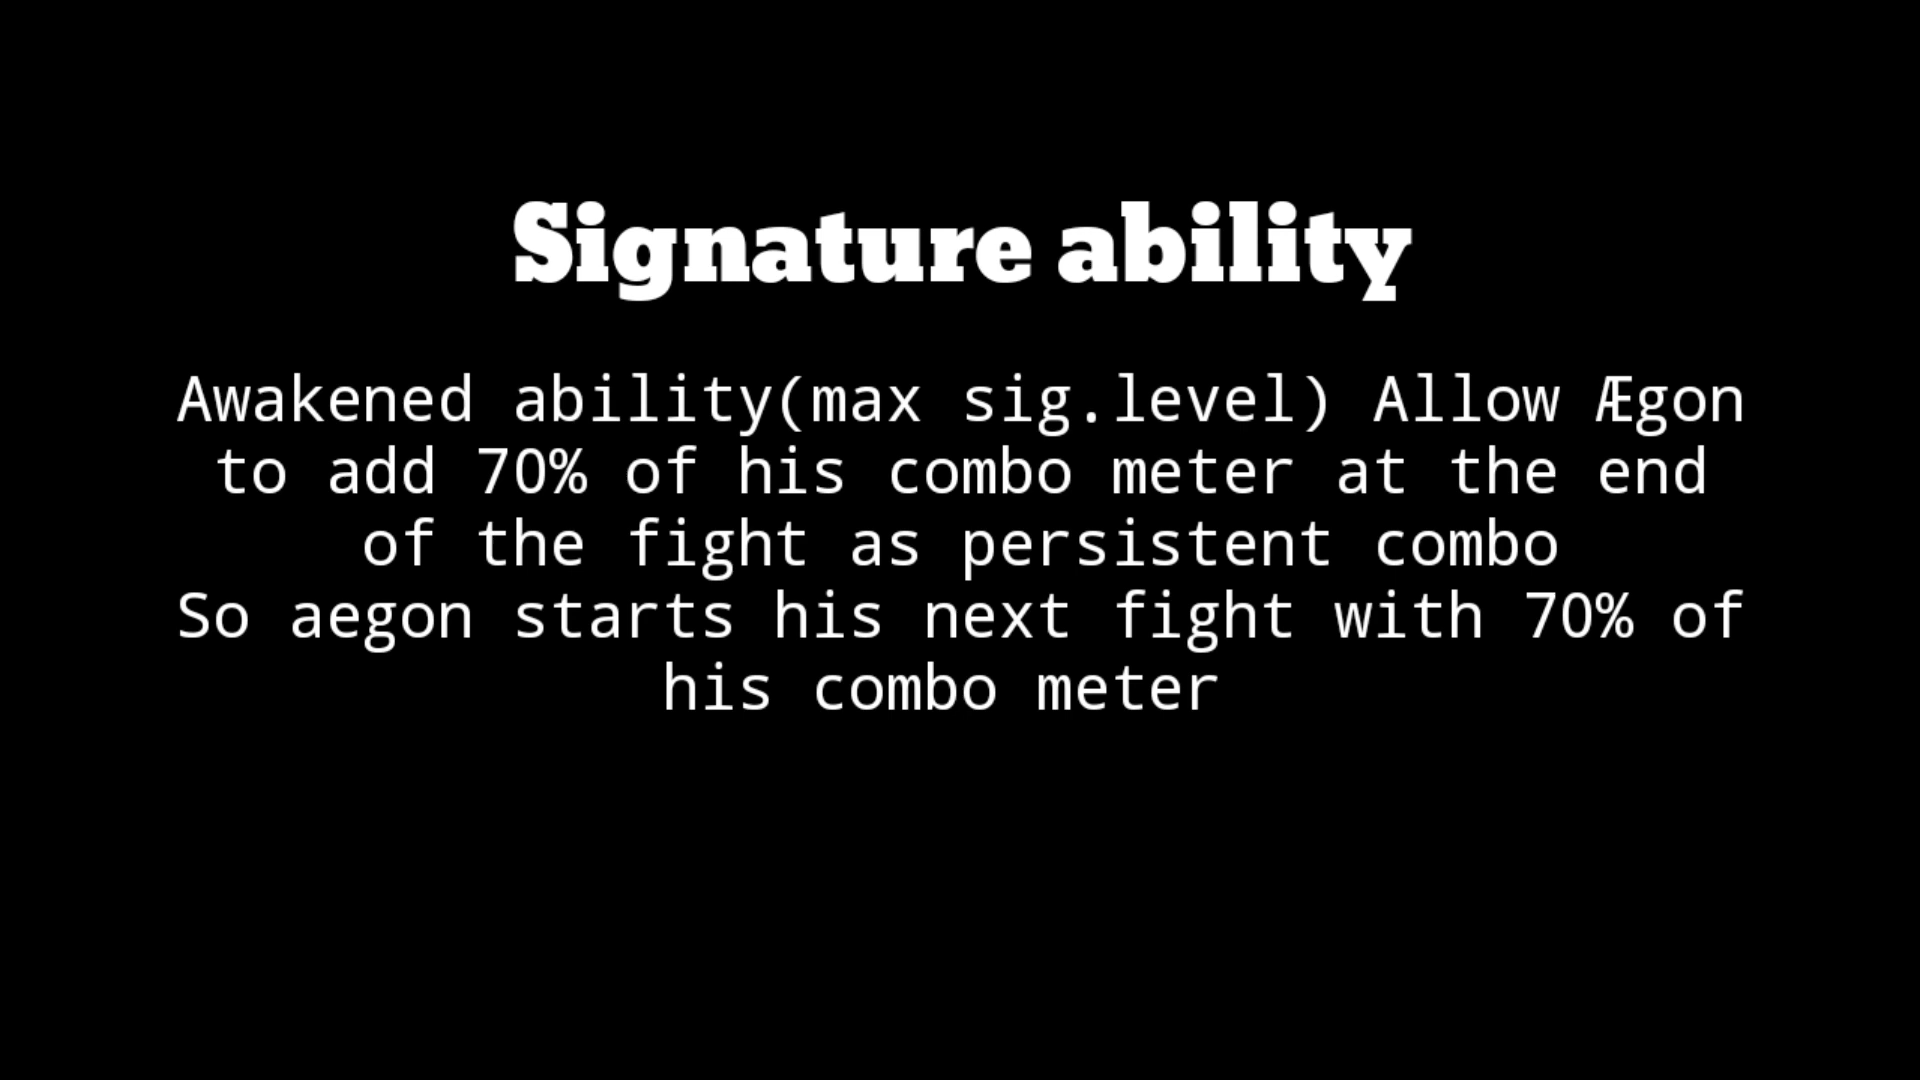 Signature ability
Awakened ability(max sig.level) Allow Ægon
to add 70% of his combo meter at the end
of the fight as persistent combo
So aegon starts his next fight with 70% of
his combo meter